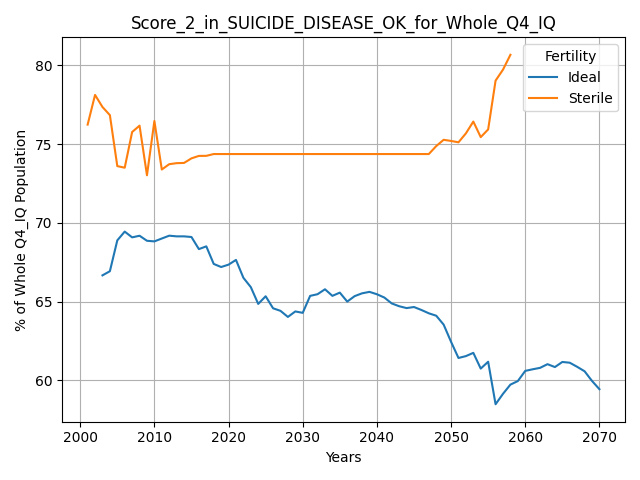 Score_2_in_SUICIDE_DISEASE_OK_for_Whole_Q4_IQ
Fertility
Ideal
Sterile
% of Whole Q4_IQ Population
80
75
70
65
60
2000 2010 2020 2030 2040 2050 2060 2070
Years